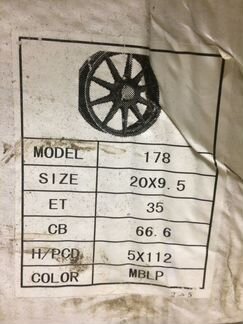 MODEL 178
SIZE 20X9.5
ET 35
CB 66.6
H/PCD 5X112
COLOR MBLP